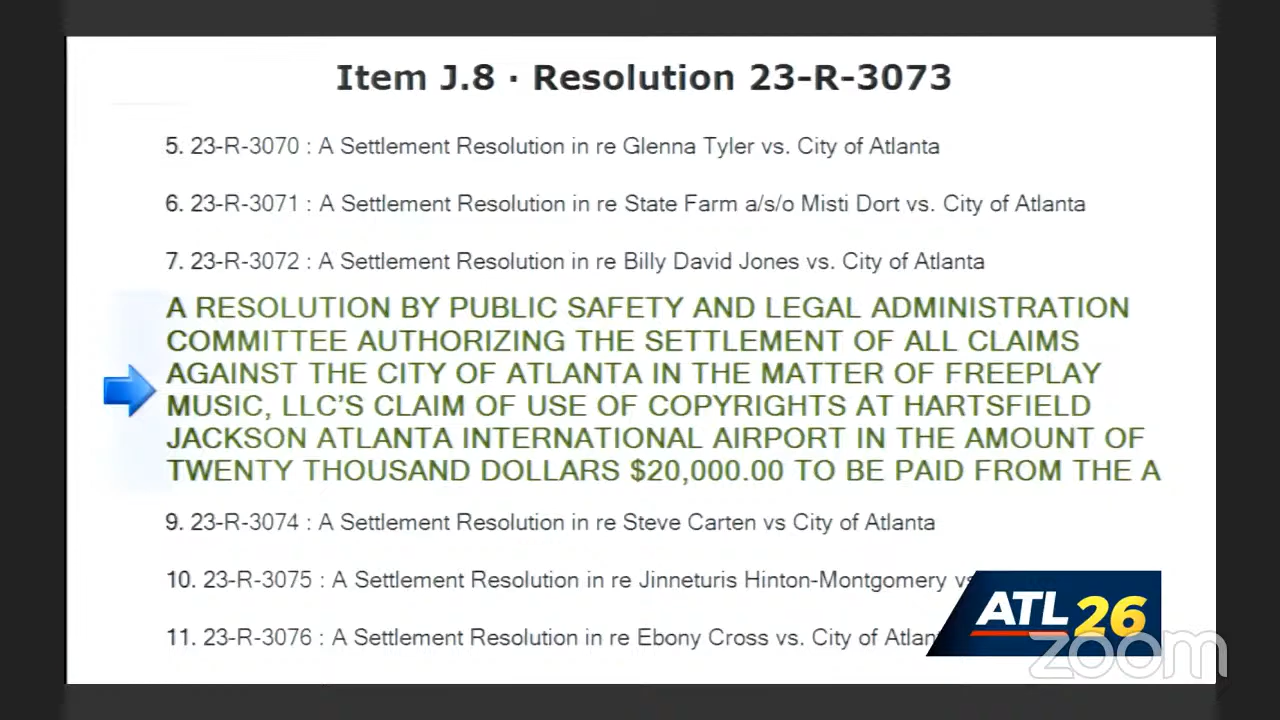 Item J.8 · Resolution 23-R-3073
5. 23-R-3070 : A Settlement Resolution in re Glenna Tyler vs. City of Atlanta
6. 23-R-3071 : A Settlement Resolution in re State Farm a/s/o Misti Dort vs. City of Atlanta
7. 23-R-3072 : A Settlement Resolution in re Billy David Jones vs. City of Atlanta
A RESOLUTION BY PUBLIC SAFETY AND LEGAL ADMINISTRATION
COMMITTEE AUTHORIZING THE SETTLEMENT OF ALL CLAIMS
AGAINST THE CITY OF ATLANTA IN THE MATTER OF FREEPLAY
MUSIC, LLC'S CLAIM OF USE OF COPYRIGHTS AT HARTSFIELD
JACKSON ATLANTA INTERNATIONAL AIRPORT IN THE AMOUNT OF
TWENTY THOUSAND DOLLARS $20,000.00 TO BE PAID FROM THE A
9. 23-R-3074 : A Settlement Resolution in re Steve Carten vs City of Atlanta
10. 23-R-3075 : A Settlement Resolution in re Jinneturis Hinton-Montgomery vs
11. 23-R-3076 : A Settlement Resolution in re Ebony Cross vs. City of Atlan
ATL 26
zoom